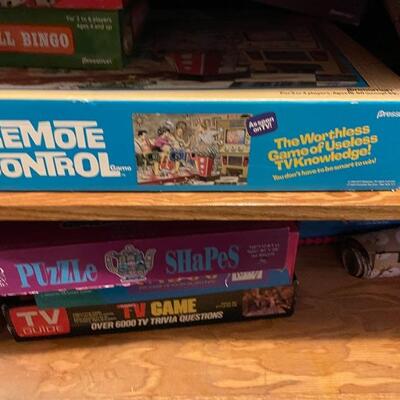 For 2 to 6 players
Ages 4 and up
LL BINGO
Pressman
Pressman
REMOTE
CONTROL
Game
As seen
on TV!
The Worthless
Game of Useless
TV Knowledge!
You don't have to be smart to win!
PUZZLE SHAPES
TV
GUIDE
TV GAME
OVER 6000 TV TRIVIA QUESTIONS